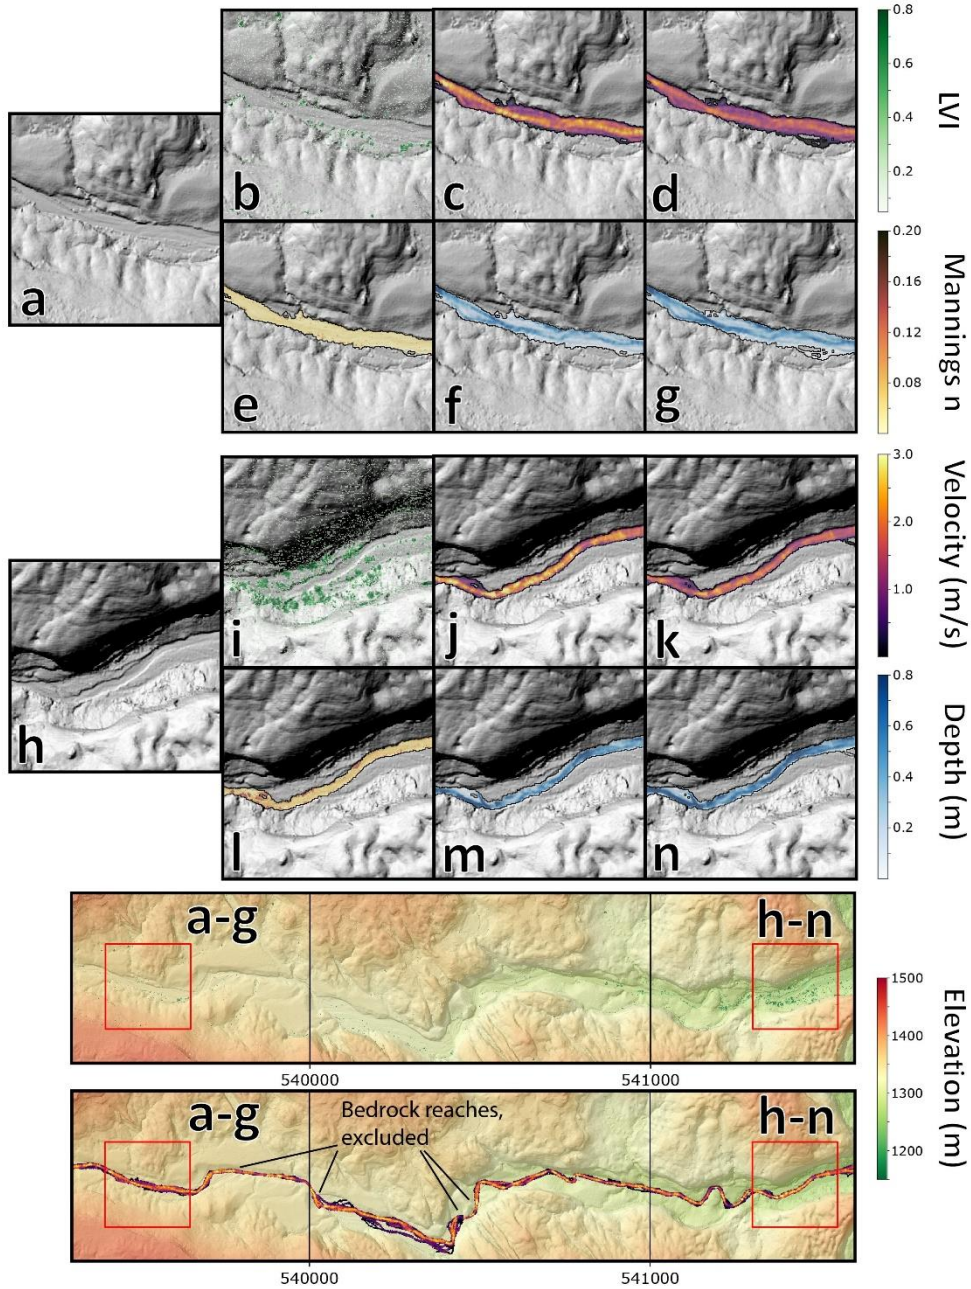 a
b
c
d
e
f
g
0.8
0.6
0.4
0.2
LVI
0.20
0.16
0.12
0.08
Mannings n
h
i
j
k
l
m
n
3.0
2.0
1.0
Velocity (m/s)
0.8
0.6
0.4
0.2
Depth (m)
a-g
h-n
540000
541000
a-g
Bedrock reaches,
excluded
h-n
540000
541000
1500
1400
1300
1200
Elevation (m)